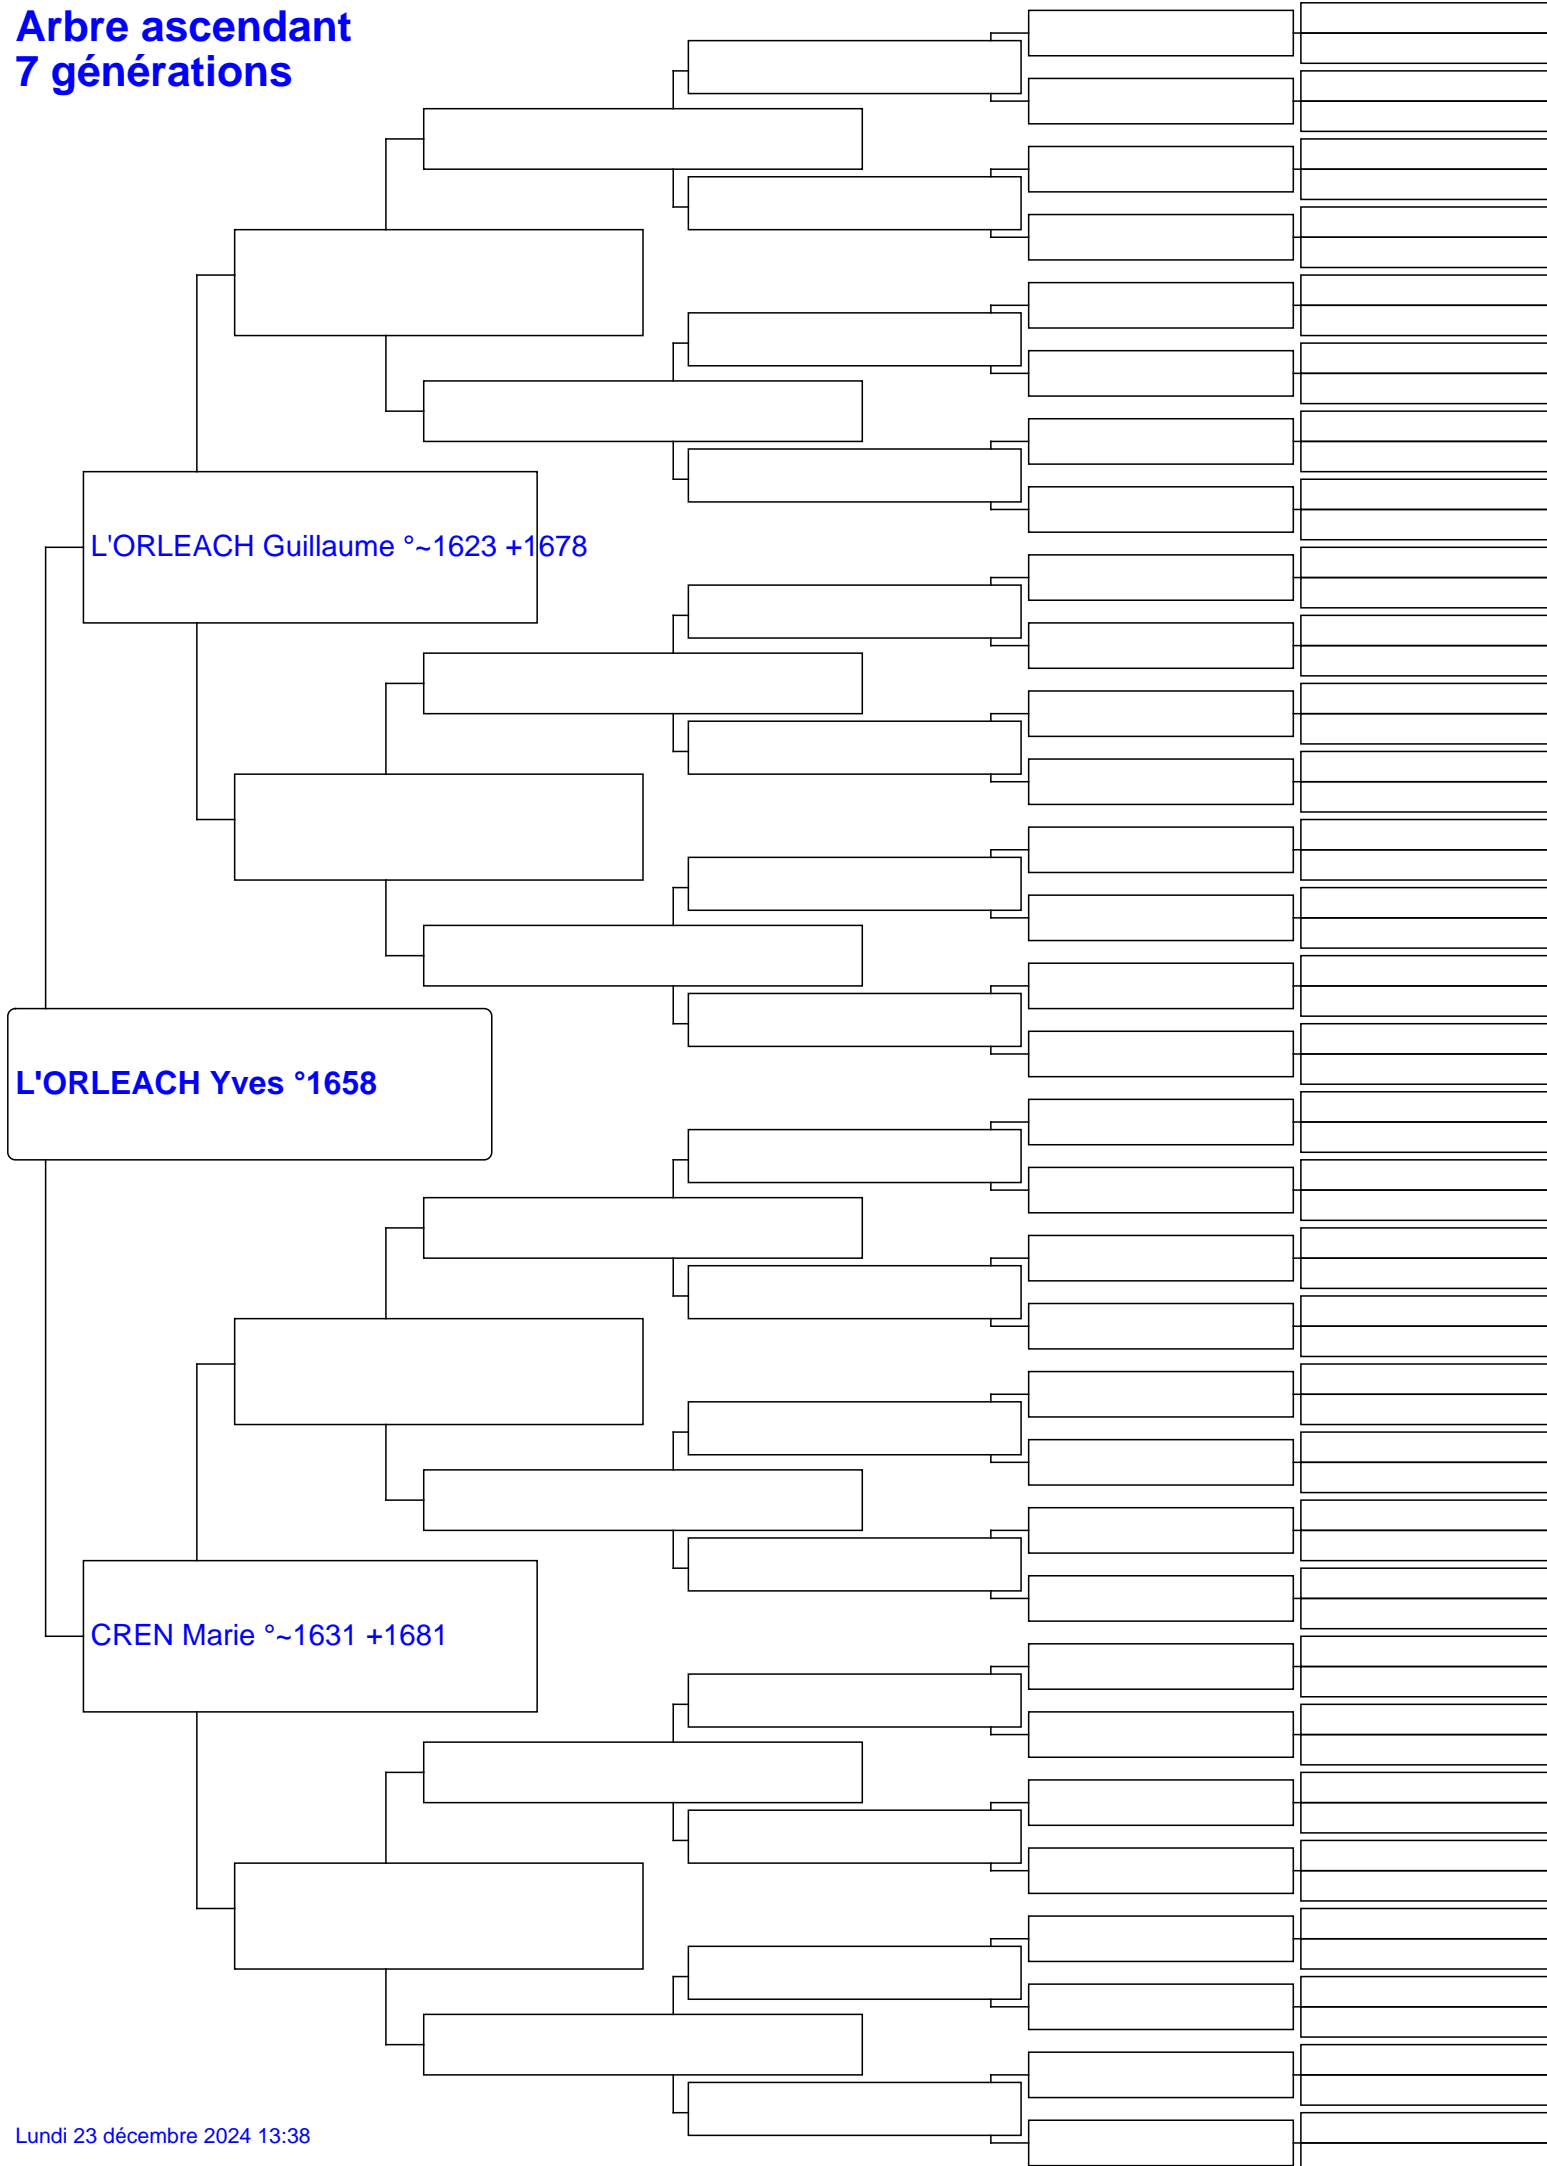 Arbre ascendant
7 générations
L'ORLEACH Guillaume °~1623 +1678
L'ORLEACH Yves °1658
CREN Marie °~1631 +1681
Lundi 23 décembre 2024 13:38